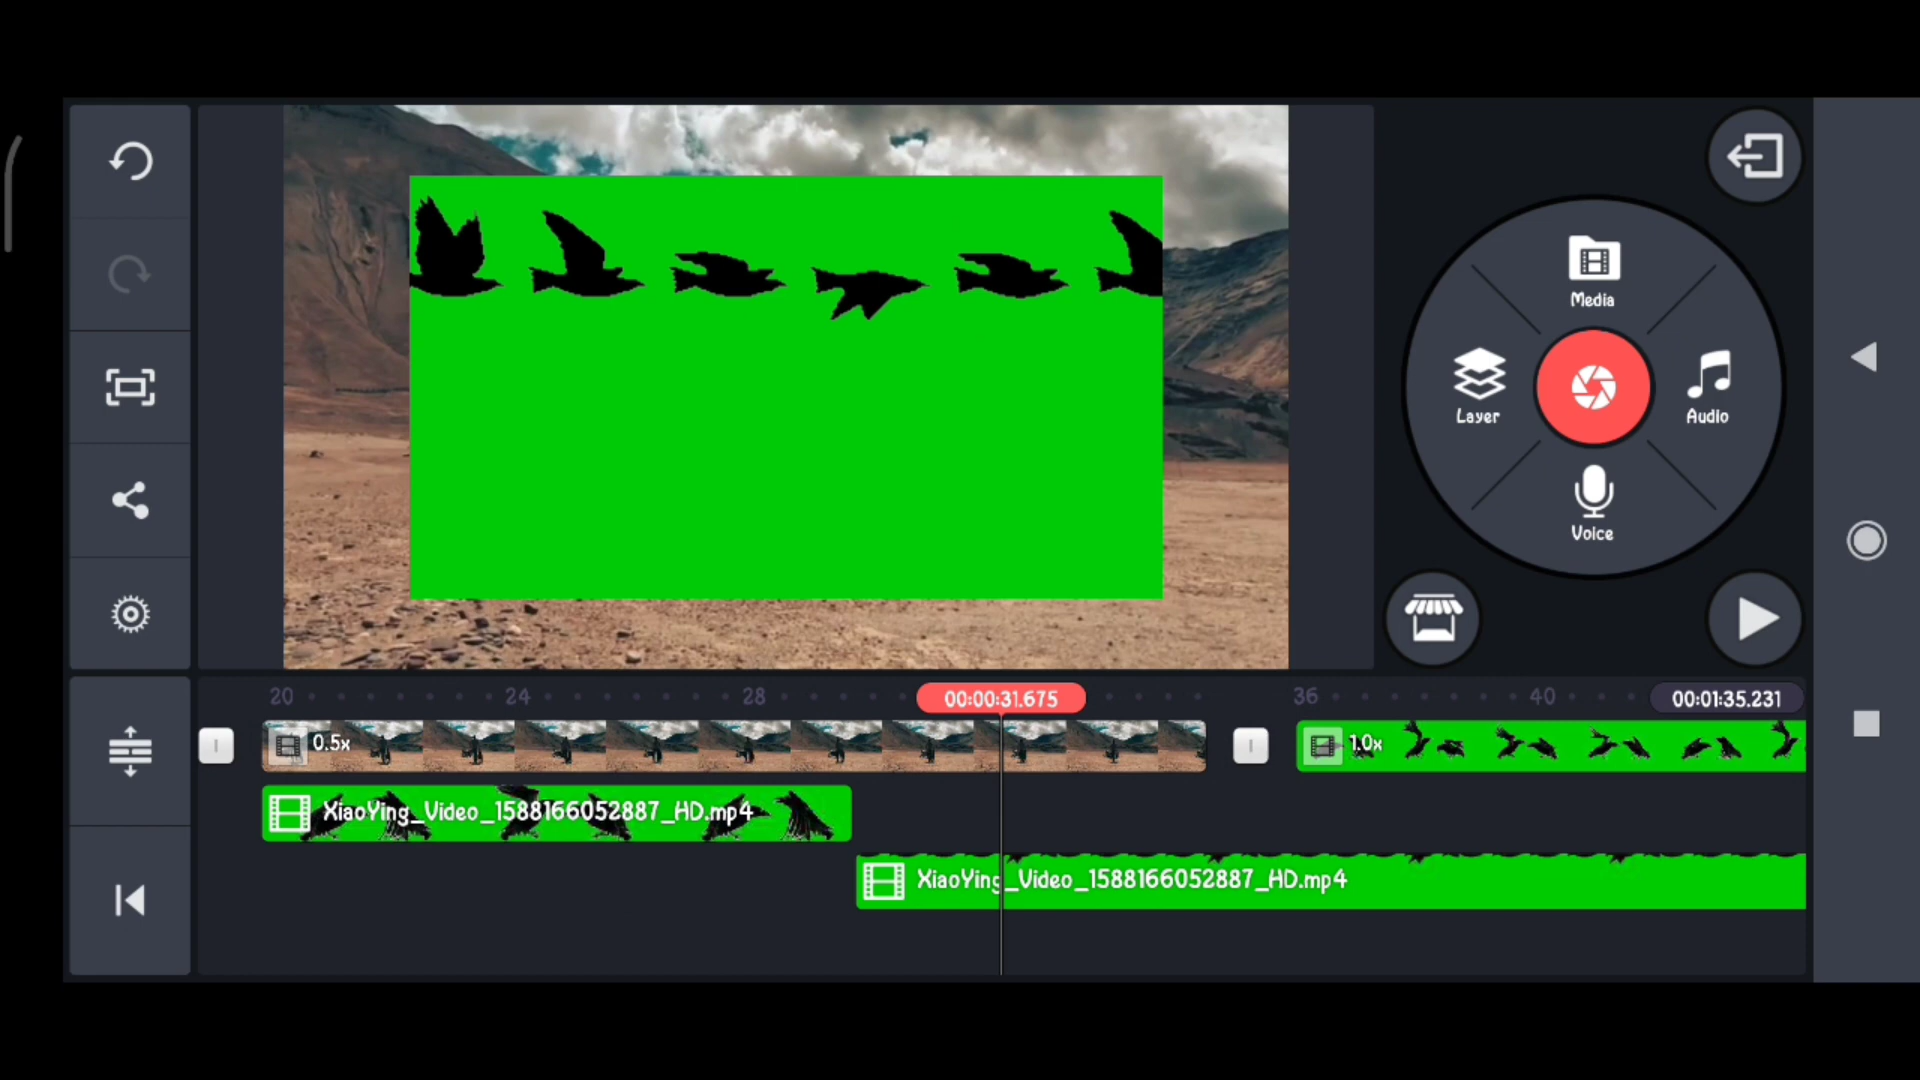 Media
Layer
Audio
Voice
20
24
28
00:00:31.675
36
40
00:01:35.231
0.5x
1.0x
XiaoYing_Video_1588166052887_HD.mp4
XiaoYing_Video_1588166052887_HD.mp4